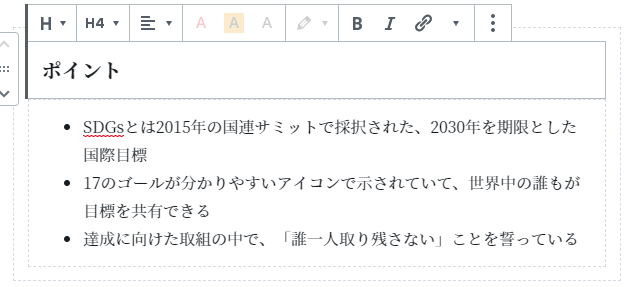 H H4 A A A B I
ポイント
SDGsとは2015年の国連サミットで採択された、2030年を期限とした
国際目標
17のゴールが分かりやすいアイコンで示されていて、世界中の誰もが
目標を共有できる
達成に向けた取組の中で、「誰一人取り残さない」ことを誓っている